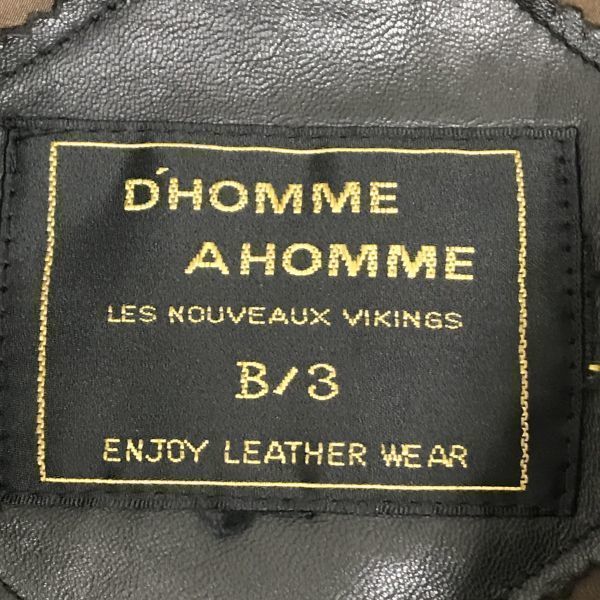 D'HOMME
AHOMME
LES NOUVEAUX VIKINGS
B/3
ENJOY LEATHER WEAR